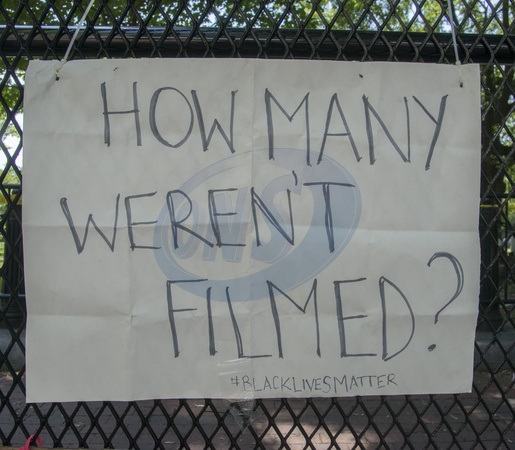 HOW MANY
WEREN'T
FILMED?
#BLACKLIVESMATTER